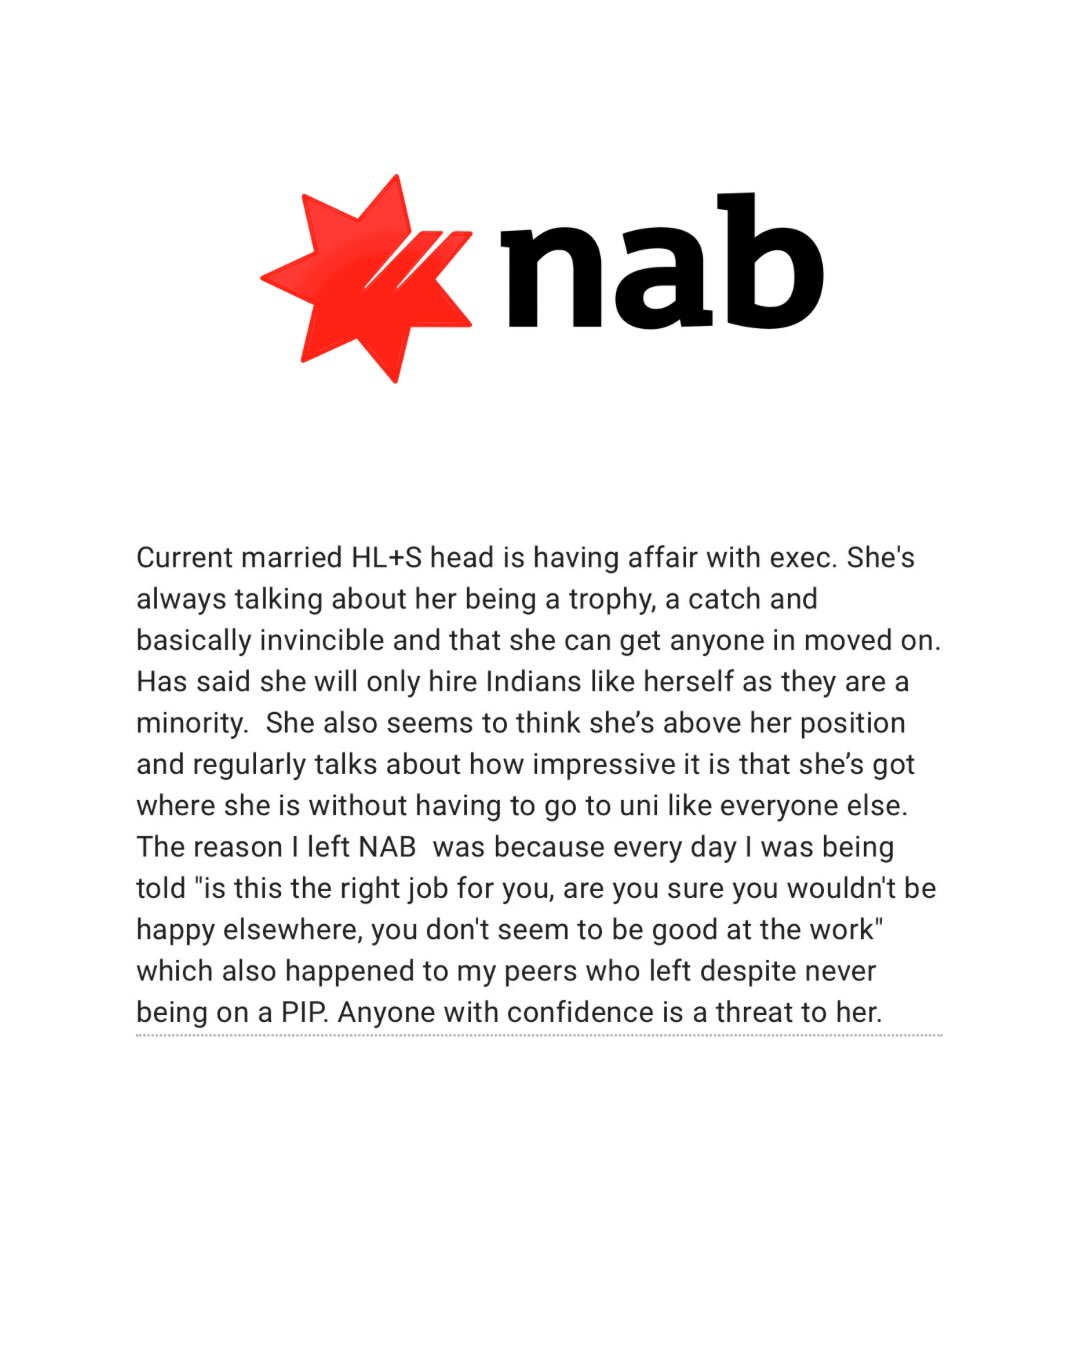 nab
Current married HL+S head is having affair with exec. She's
always talking about her being a trophy, a catch and
basically invincible and that she can get anyone in moved on.
Has said she will only hire Indians like herself as they are a
minority.  She also seems to think she’s above her position
and regularly talks about how impressive it is that she’s got
where she is without having to go to uni like everyone else.
The reason I left NAB  was because every day I was being
told "is this the right job for you, are you sure you wouldn't be
happy elsewhere, you don't seem to be good at the work"
which also happened to my peers who left despite never
being on a PIP. Anyone with confidence is a threat to her.